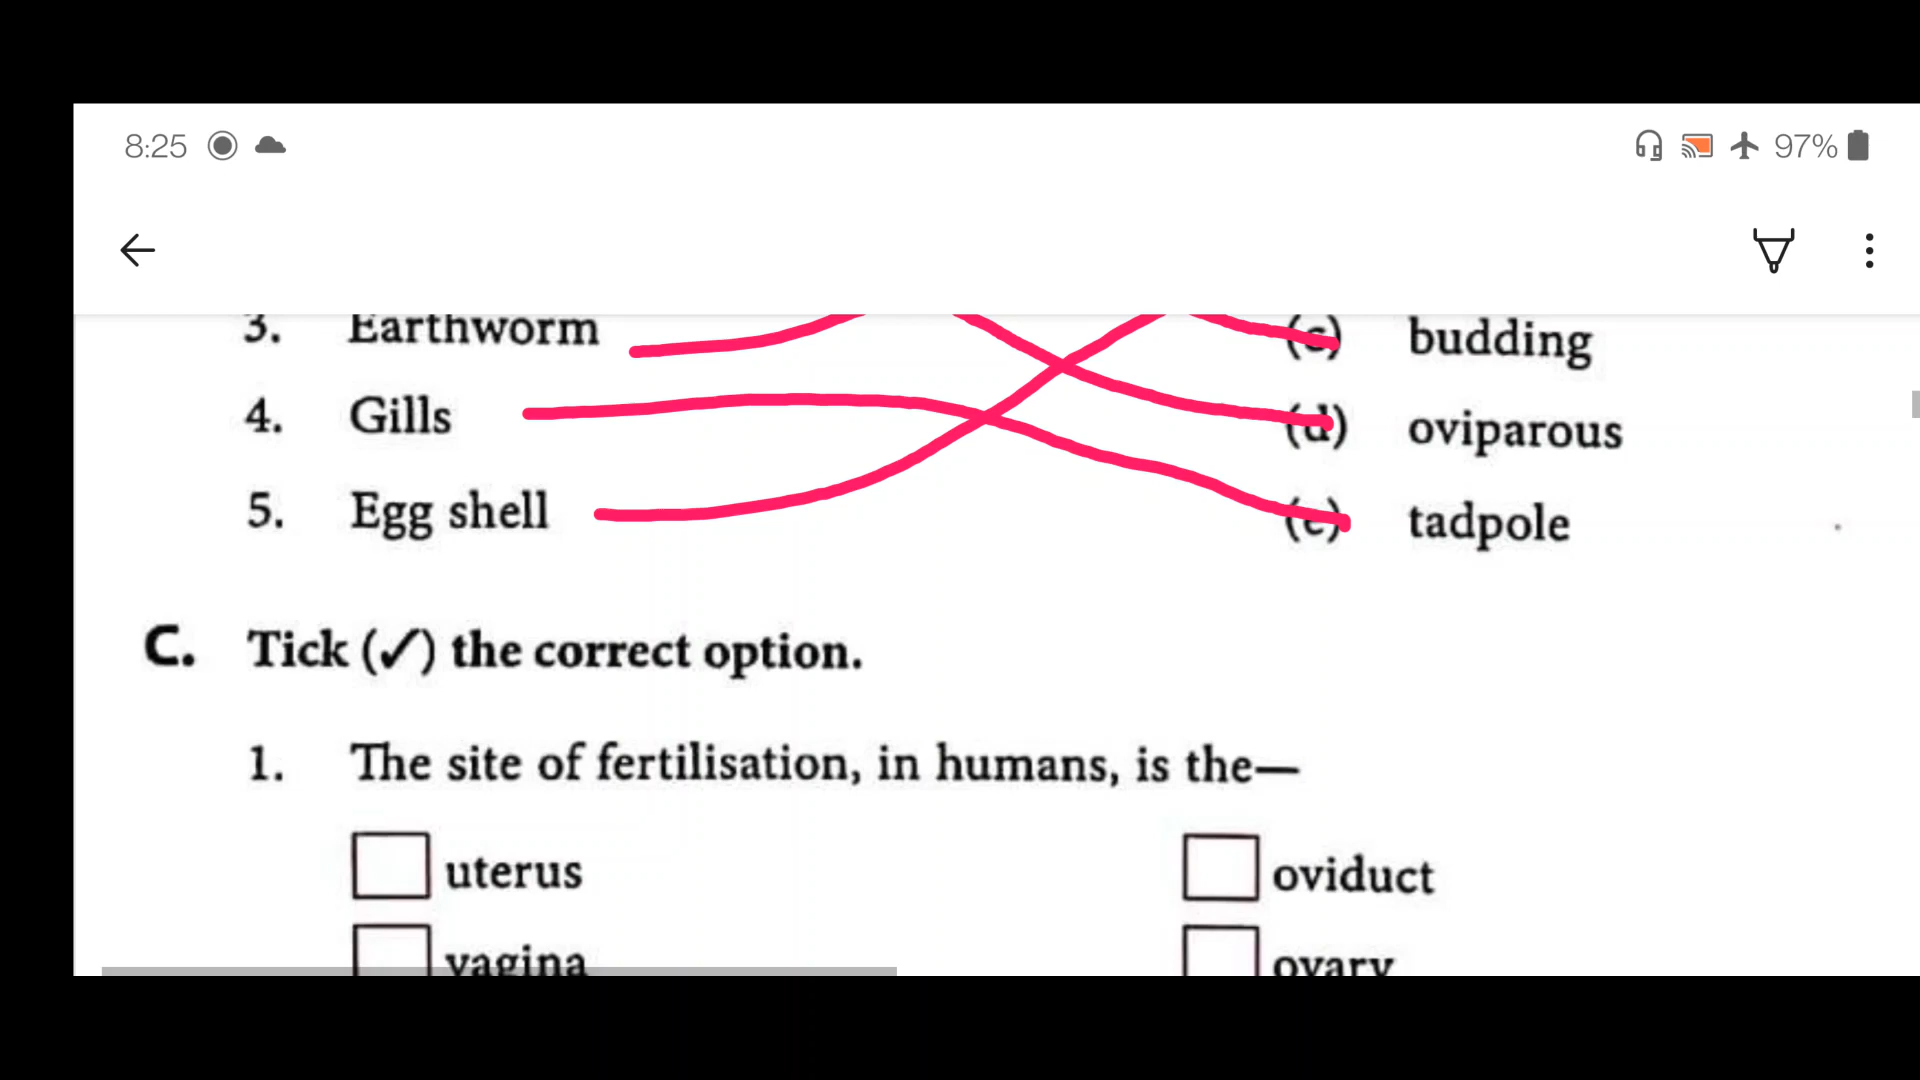 8:25 97%
3. Earthworm (c) budding
4. Gills (d) oviparous
5. Egg shell (e) tadpole
C. Tick (✓) the correct option.
1. The site of fertilisation, in humans, is the—
uterus oviduct
vagina ovary